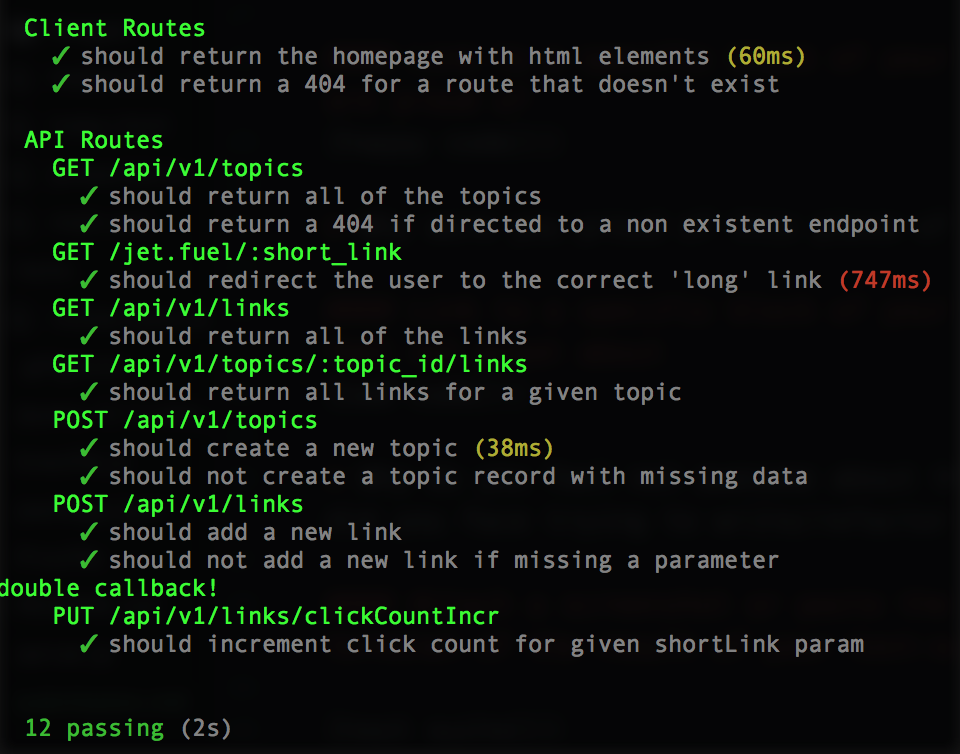 Client Routes
✓ should return the homepage with html elements (60ms)
✓ should return a 404 for a route that doesn't exist
API Routes
GET /api/v1/topics
✓ should return all of the topics
✓ should return a 404 if directed to a non existent endpoint
GET /jet.fuel/:short_link
✓ should redirect the user to the correct 'long' link (747ms)
GET /api/v1/links
✓ should return all of the links
GET /api/v1/topics/:topic_id/links
✓ should return all links for a given topic
POST /api/v1/topics
✓ should create a new topic (38ms)
✓ should not create a topic record with missing data
POST /api/v1/links
✓ should add a new link
✓ should not add a new link if missing a parameter
double callback!
PUT /api/v1/links/clickCountIncr
✓ should increment click count for given shortLink param
12 passing (2s)